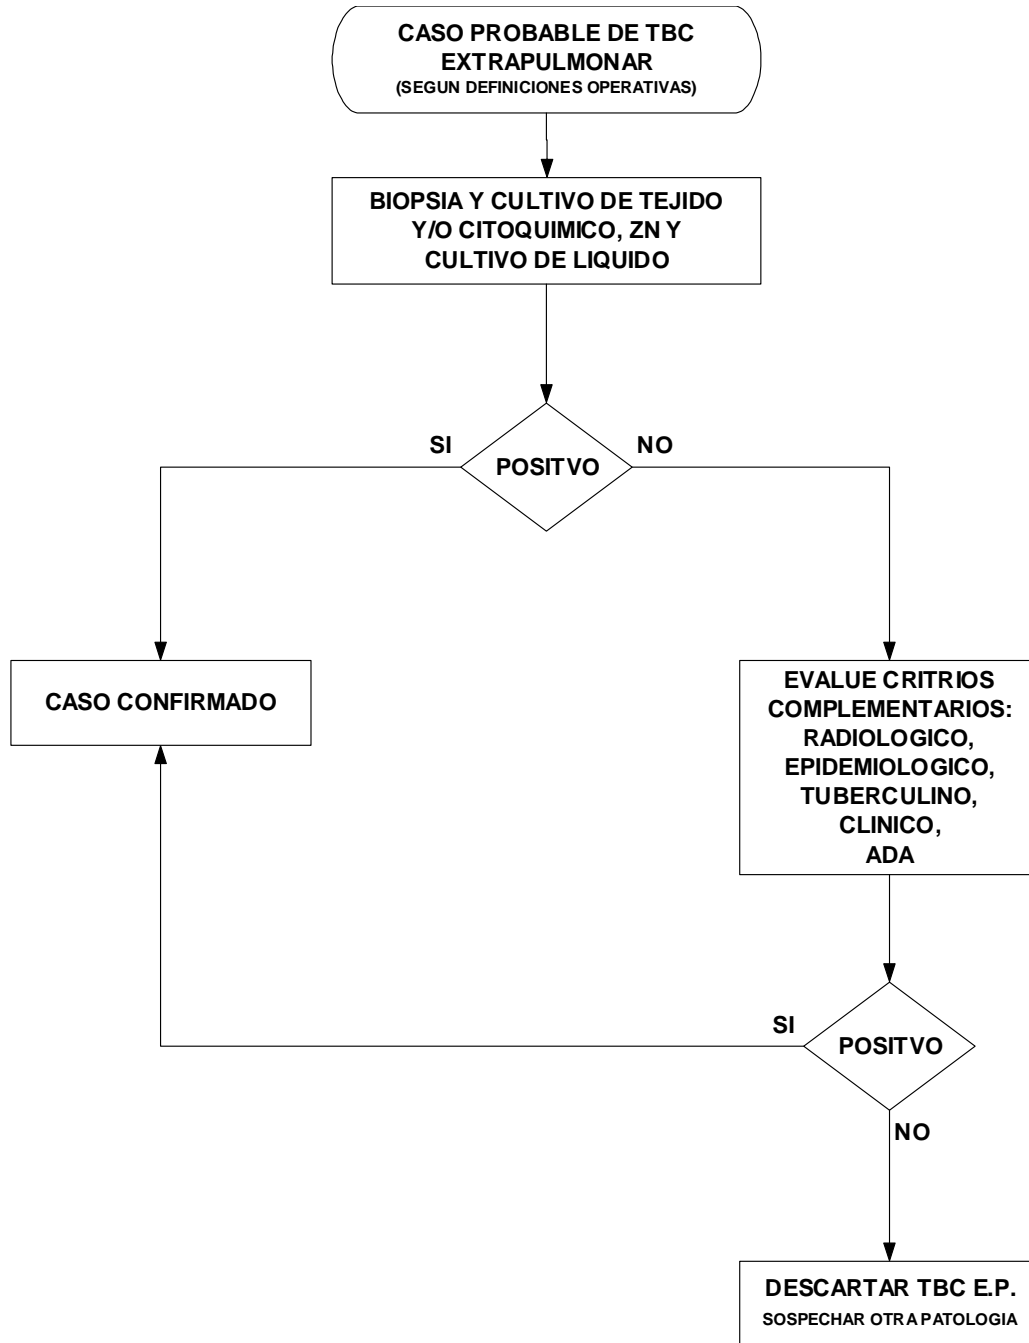 CASO PROBABLE DE TBC
EXTRAPULMONAR
(SEGUN DEFINICIONES OPERATIVAS)
BIOPSIA Y CULTIVO DE TEJIDO
Y/O CITOQUIMICO, ZN Y
CULTIVO DE LIQUIDO
SI
POSITVO
NO
CASO CONFIRMADO
EVALUE CRITRIOS
COMPLEMENTARIOS:
RADIOLOGICO,
EPIDEMIOLOGICO,
TUBERCULINO,
CLINICO,
ADA
SI
POSITVO
NO
DESCARTAR TBC E.P.
SOSPECHAR OTRA PATOLOGIA